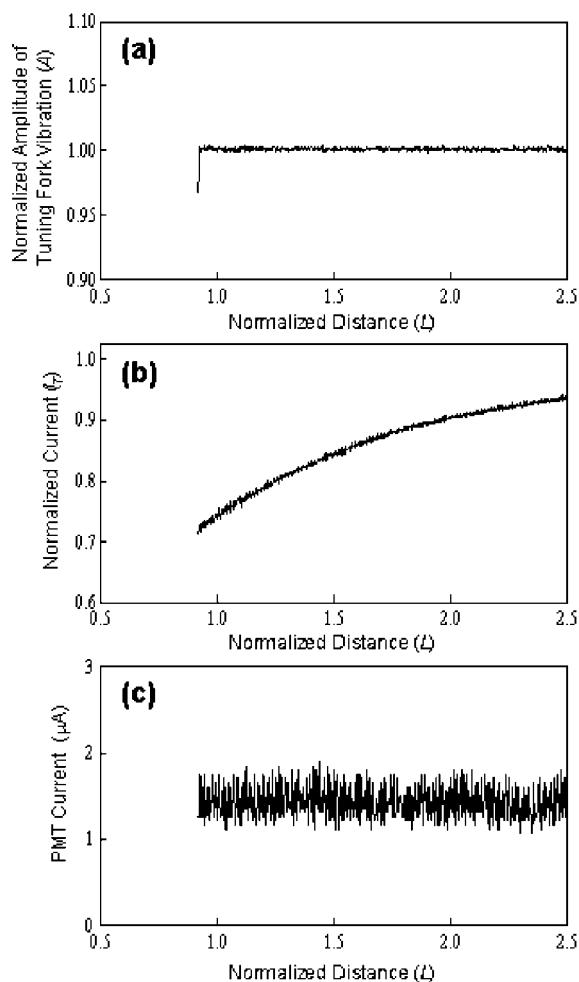 (a)
Normalized Amplitude of
Tuning Fork Vibration (A)
1.10
1.05
1.00
0.95
0.90
0.5 1.0 1.5 2.0 2.5
Normalized Distance (L)
(b)
Normalized Current (IT)
1.0
0.9
0.8
0.7
0.6
0.5 1.0 1.5 2.0 2.5
Normalized Distance (L)
(c)
PMT Current (µA)
3
2
1
0
0.5 1.0 1.5 2.0 2.5
Normalized Distance (L)